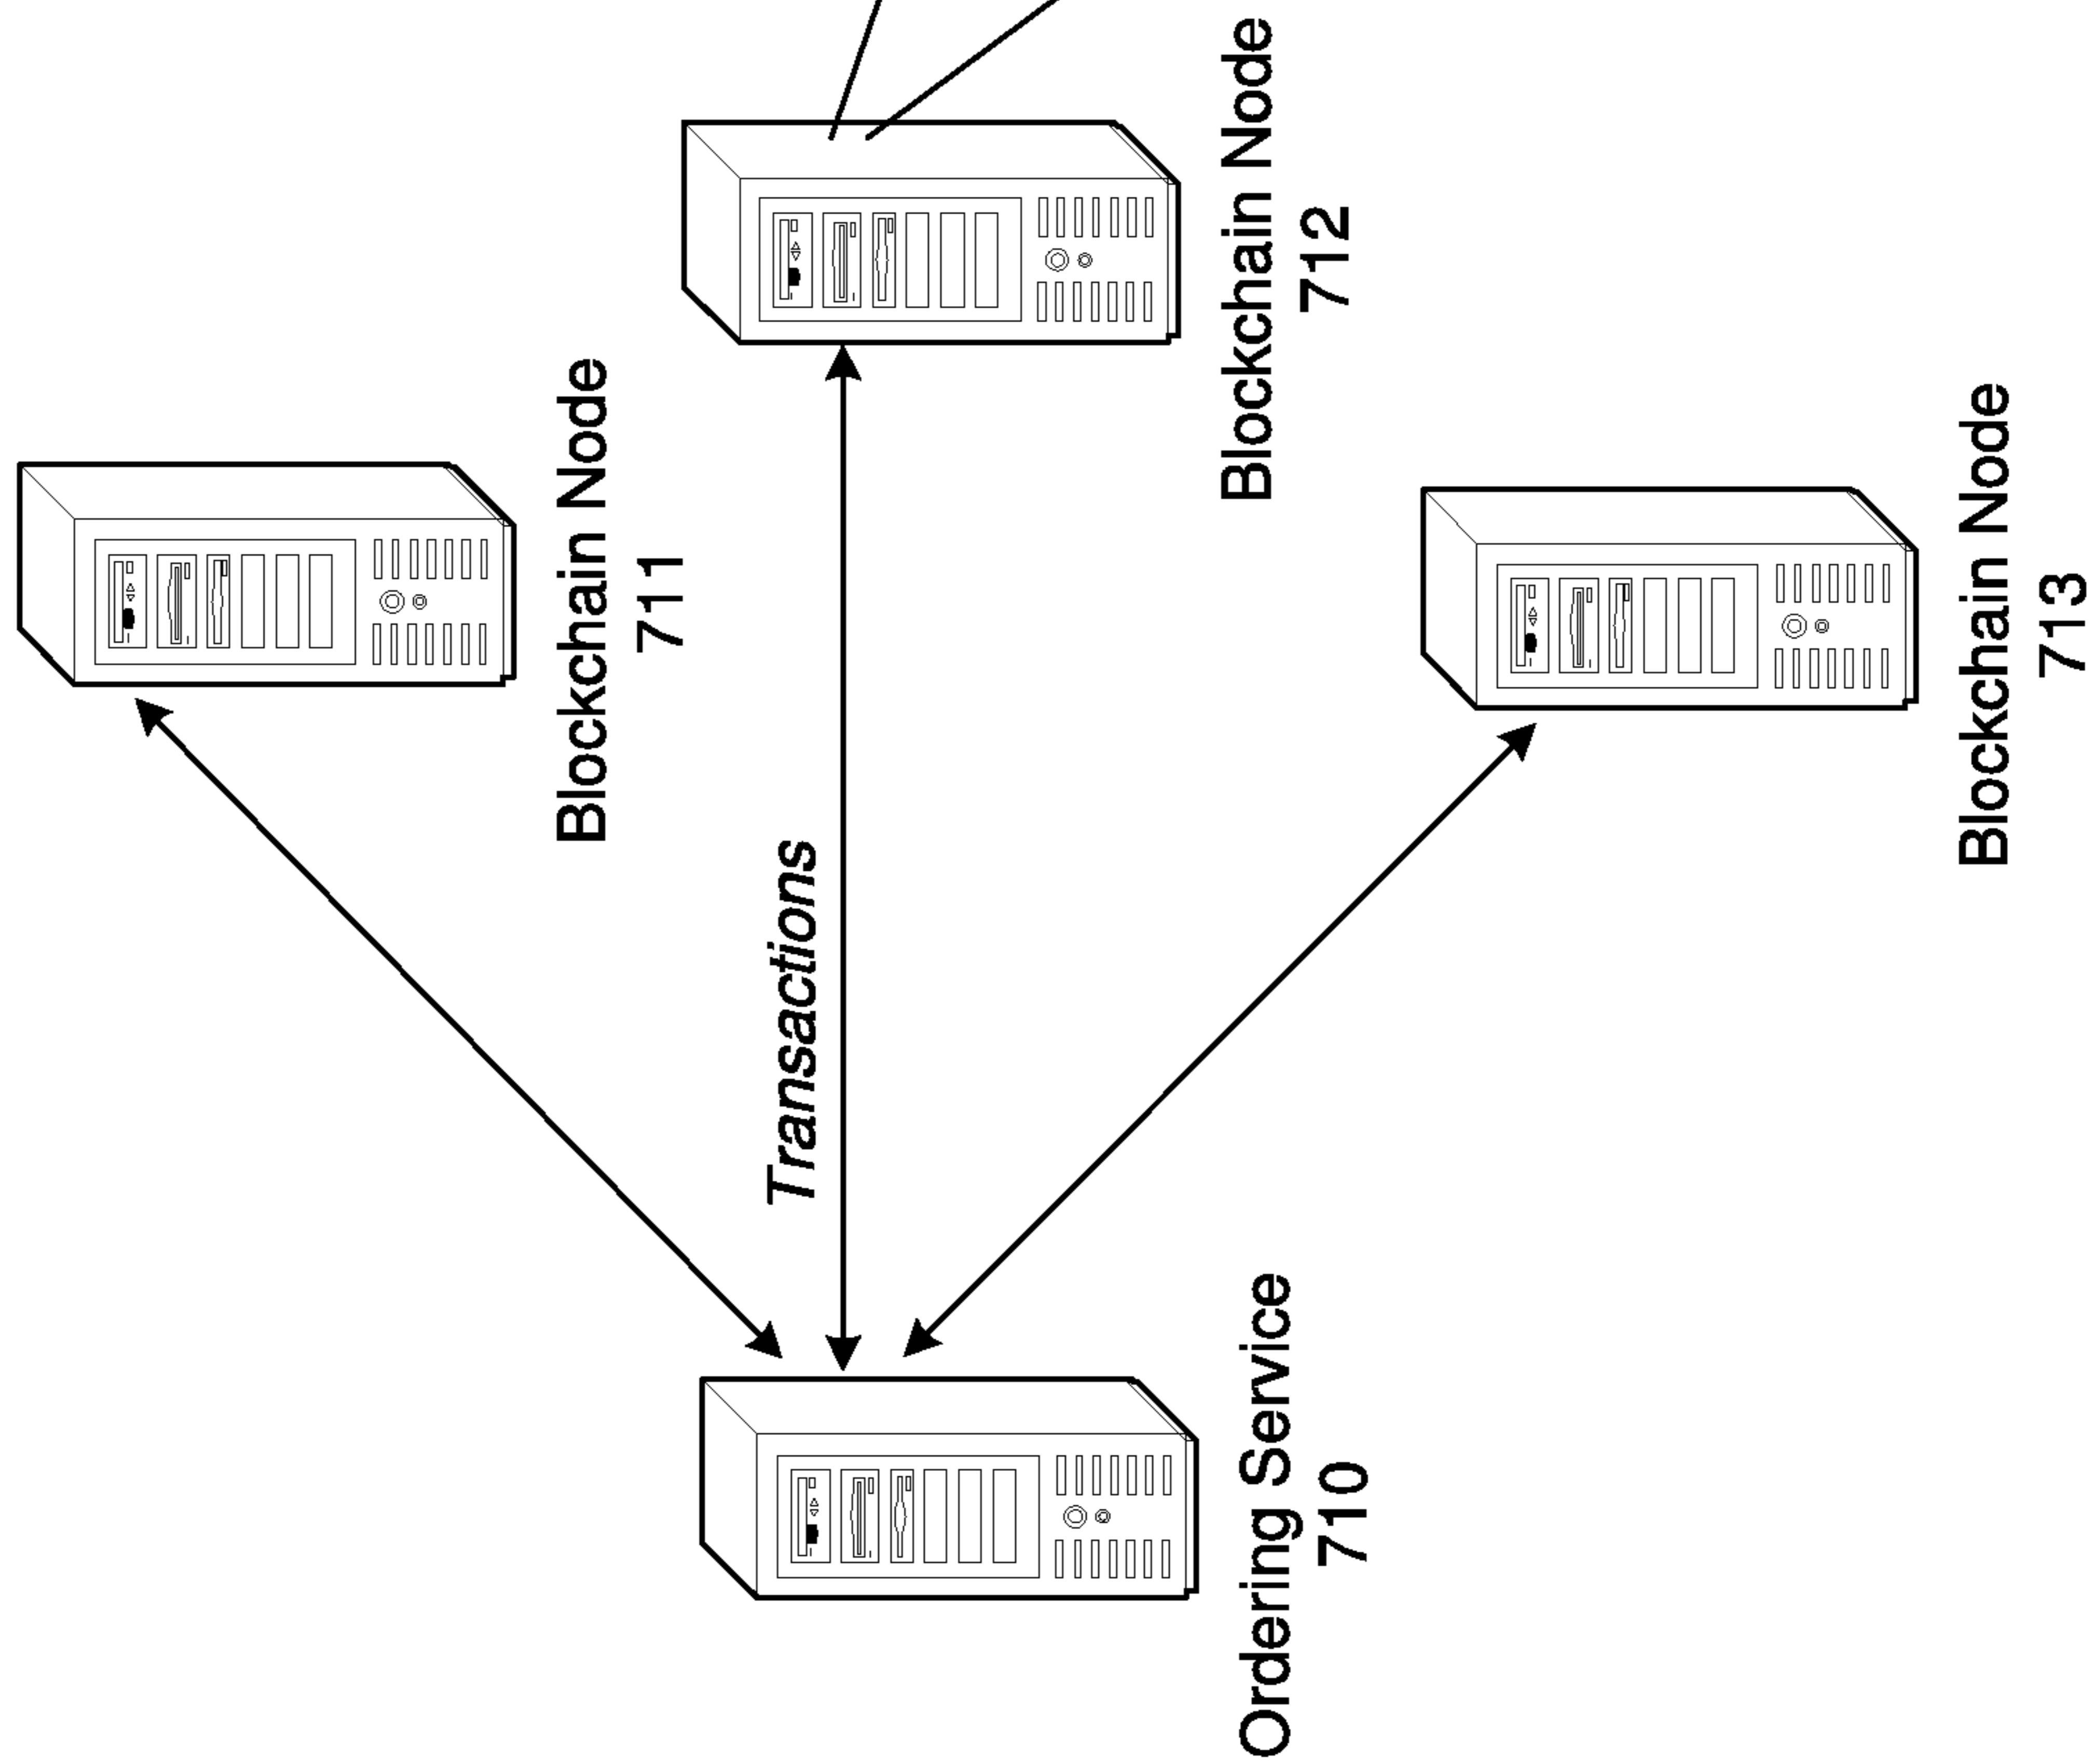 Blockchain Node
711
Transactions
Blockchain Node
712
Ordering Service
710
Blockchain Node
713